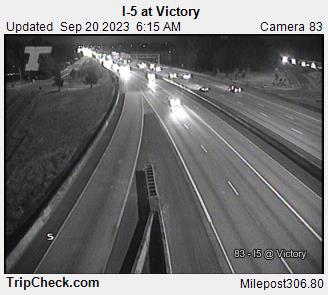 I-5 at Victory
Updated  Sep 20 2023  6:15 AM Camera 83
T
S
83 - I5 @ Victory
TripCheck.com Milepost306.80